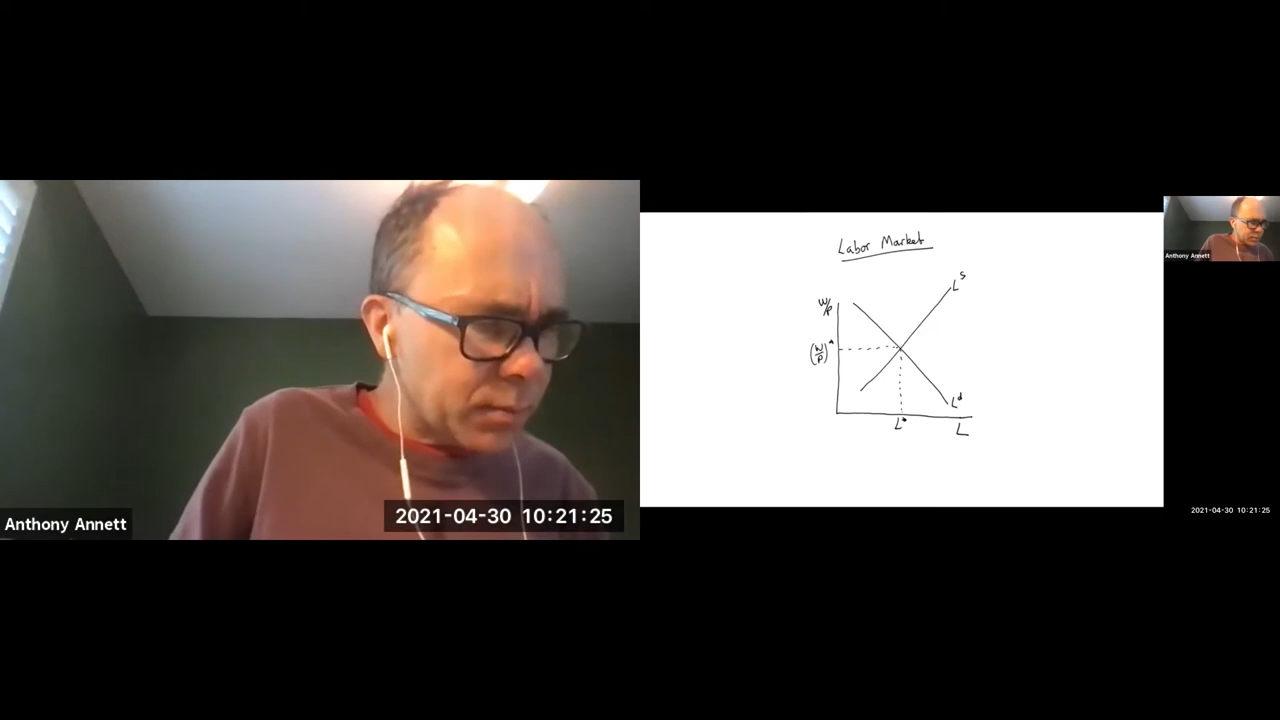 Labor Market
W/P
(W/P)*
L^s
L^d
L*
L
Anthony Annett
2021-04-30 10:21:25
Anthony Annett
2021-04-30 10:21:25